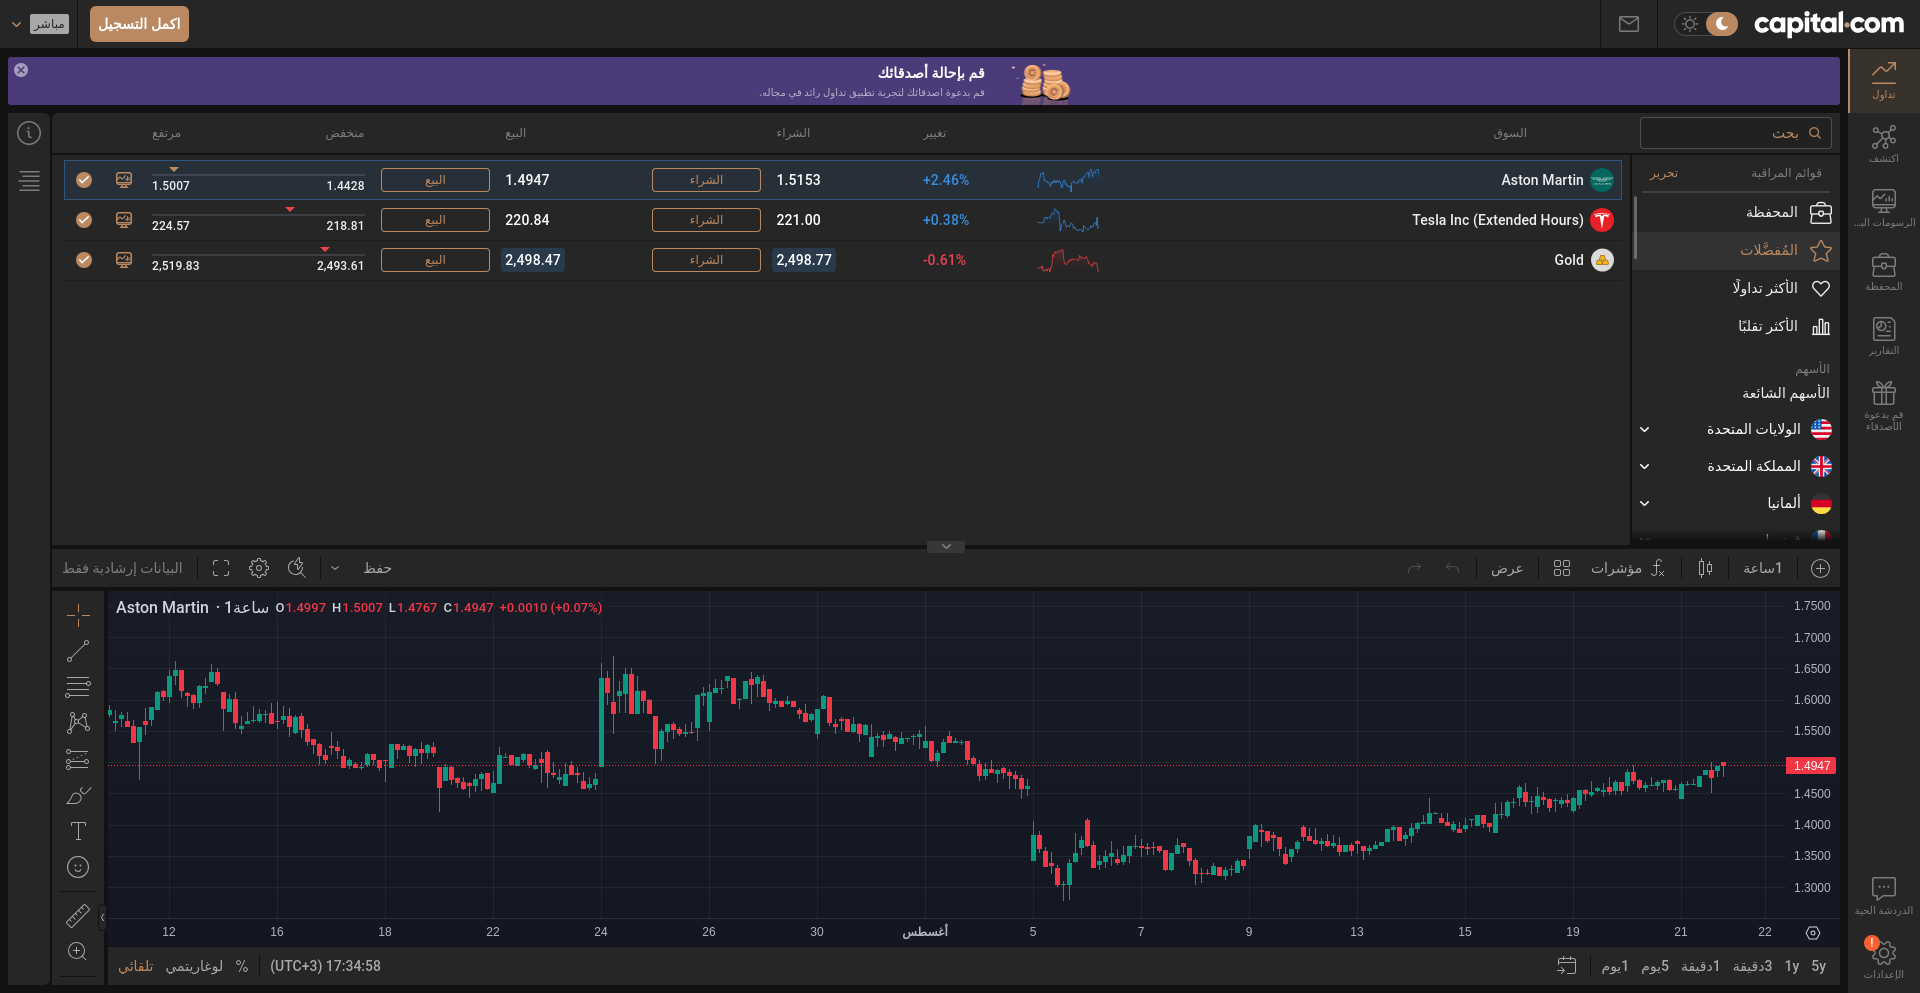 capital.com
اكمل التسجيل
مباشر
قم بإحالة أصدقائك
قم بدعوة اصدقائك لتجربة تطبيق تداول رائد في مجاله.
تداول
اكتشف
المحفظة
التقارير
قم بدعوة
الأصدقاء
الدردشة الحية
الإعدادات
بحث
السوق
تغيير
الشراء
البيع
منخفض
مرتفع
قوائم المراقبة
تحرير
المحفظة
المُفضَّلات
الأكثر تداولًا
الأكثر تقلبًا
الأسهم
الأسهم الشائعة
الولايات المتحدة
المملكة المتحدة
ألمانيا
Aston Martin +2.46% 1.5153 الشراء 1.4947 البيع 1.4428 1.5007
Tesla Inc (Extended Hours) +0.38% 221.00 الشراء 220.84 البيع 218.81 224.57
Gold -0.61% 2,498.77 الشراء 2,498.47 البيع 2,493.61 2,519.83
1ساعة
مؤشرات
عرض
حفظ
البيانات إرشادية فقط
Aston Martin · 1ساعة O1.4997 H1.5007 L1.4767 C1.4947 +0.0010 (+0.07%)
1.7500
1.7000
1.6500
1.6000
1.5500
1.4947
1.4500
1.4000
1.3500
1.3000
12 16 18 22 24 26 30 أغسطس 5 7 9 13 15 19 21 22
5y 1y 3دقيقة 1دقيقة 5يوم 1يوم
17:34:58 (UTC+3)
%
لوغاريتمي
تلقائي